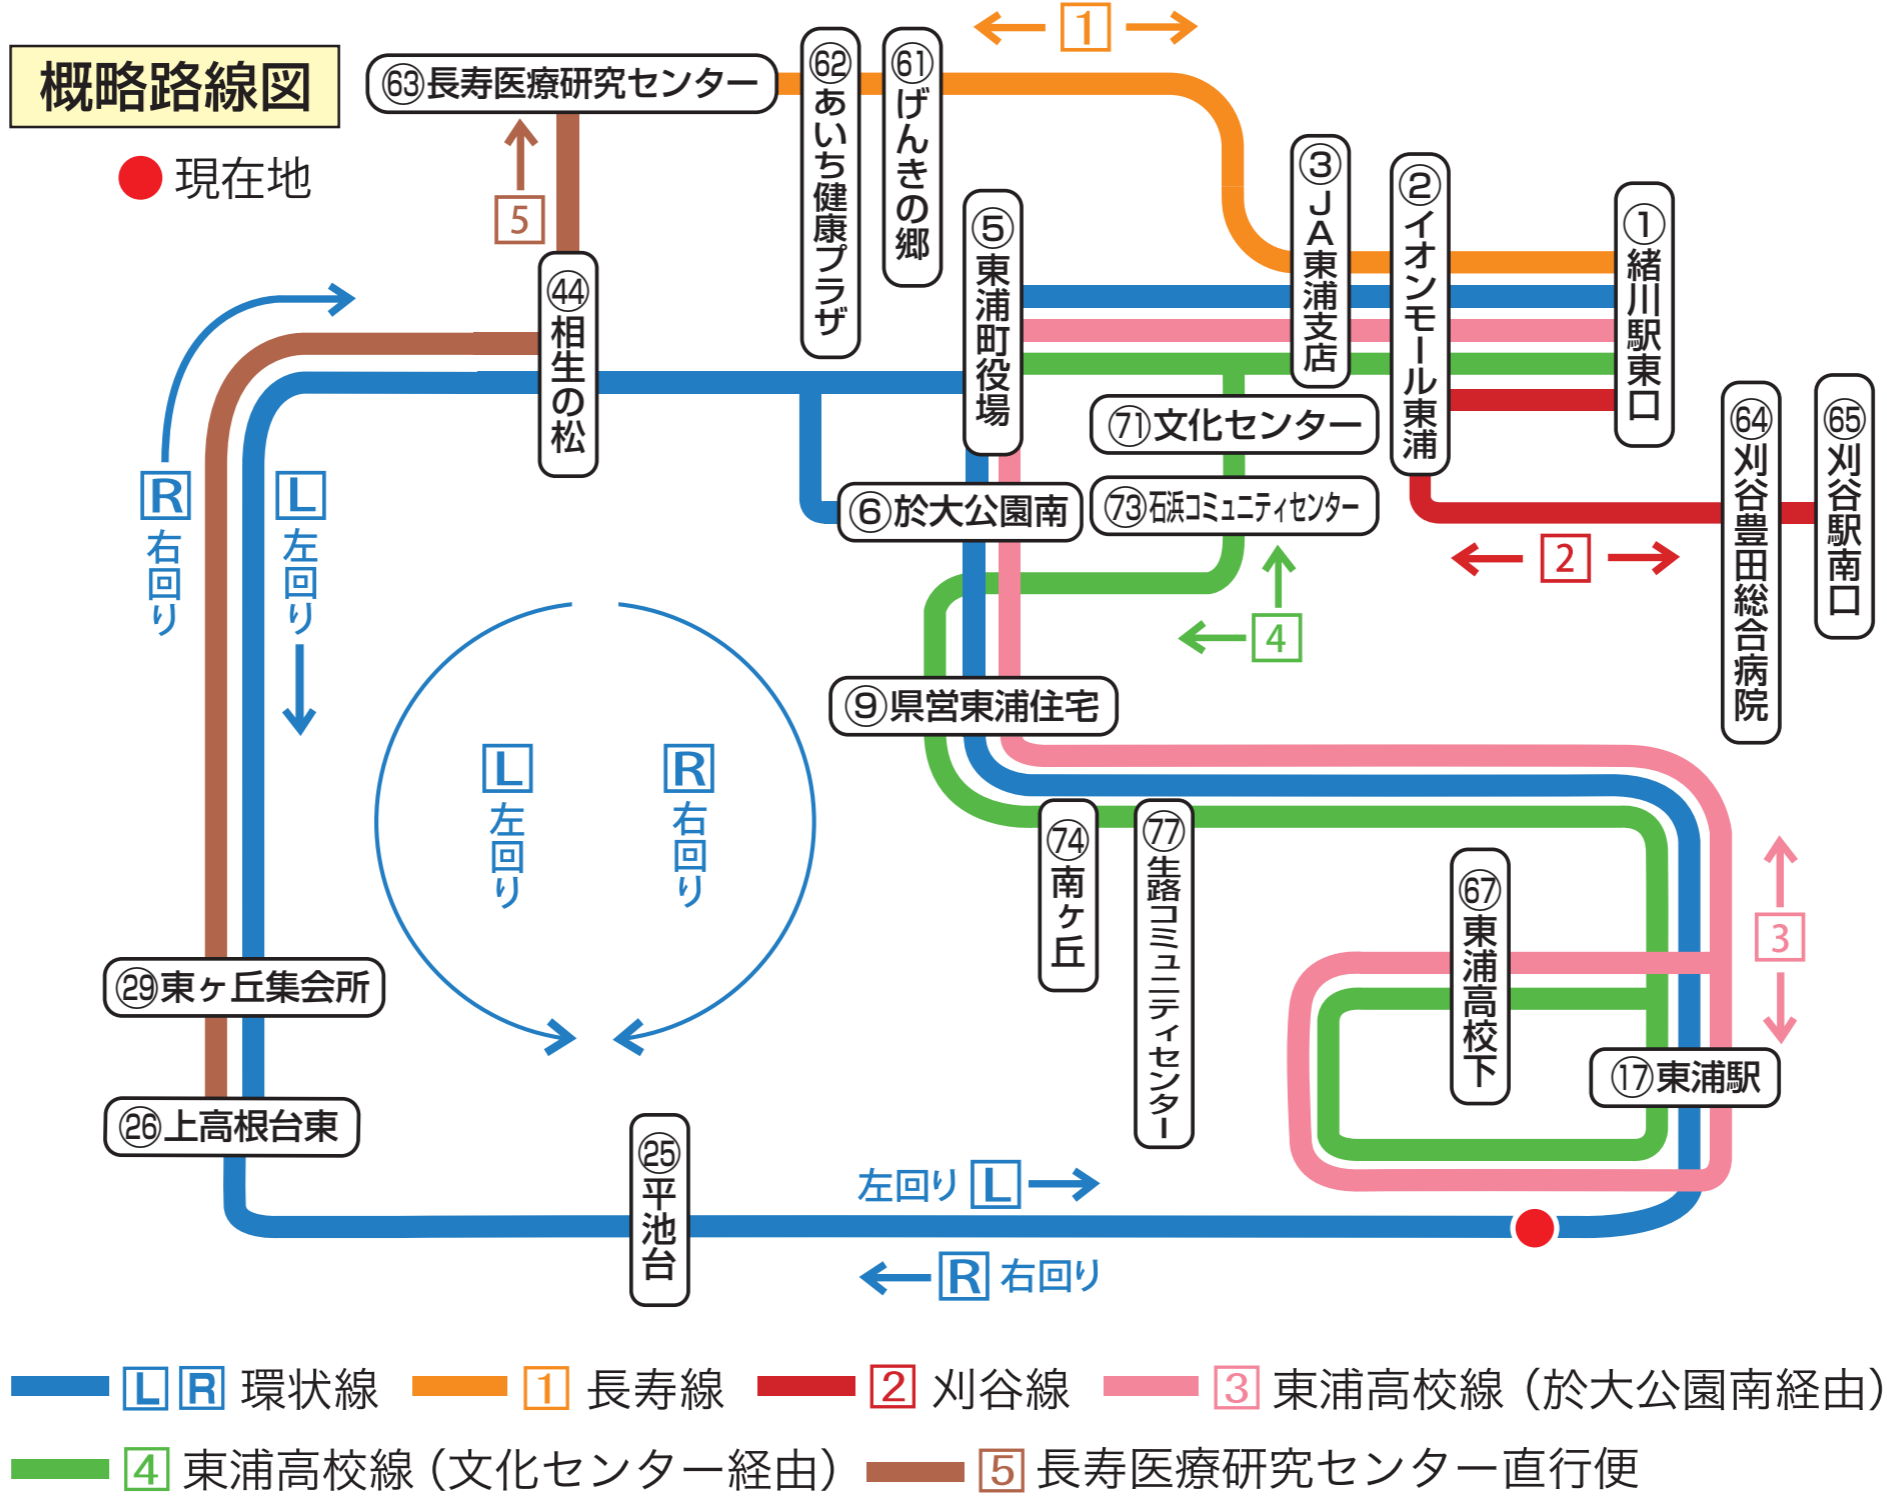 概略路線図
現在地
1
㊿63長寿医療研究センター
62あいち健康プラザ
61げんきの郷
③JA東浦支店
②イオンモール東浦
①緒川駅東口
⑤東浦町役場
5
㊹相生の松
71文化センター
⑥於大公園南
73石浜コミュニティセンター
64刈谷豊田総合病院
65刈谷駅南口
2
R
右回り
L
左回り
4
⑨県営東浦住宅
L
左回り
R
右回り
74南ヶ丘
77生路コミュニティセンター
67東浦高校下
3
㉙東ヶ丘集会所
⑰東浦駅
㉖上高根台東
㉕平池台
左回り L
R 右回り
L R 環状線
1 長寿線
2 刈谷線
3 東浦高校線（於大公園南経由）
4 東浦高校線（文化センター経由）
5 長寿医療研究センター直行便